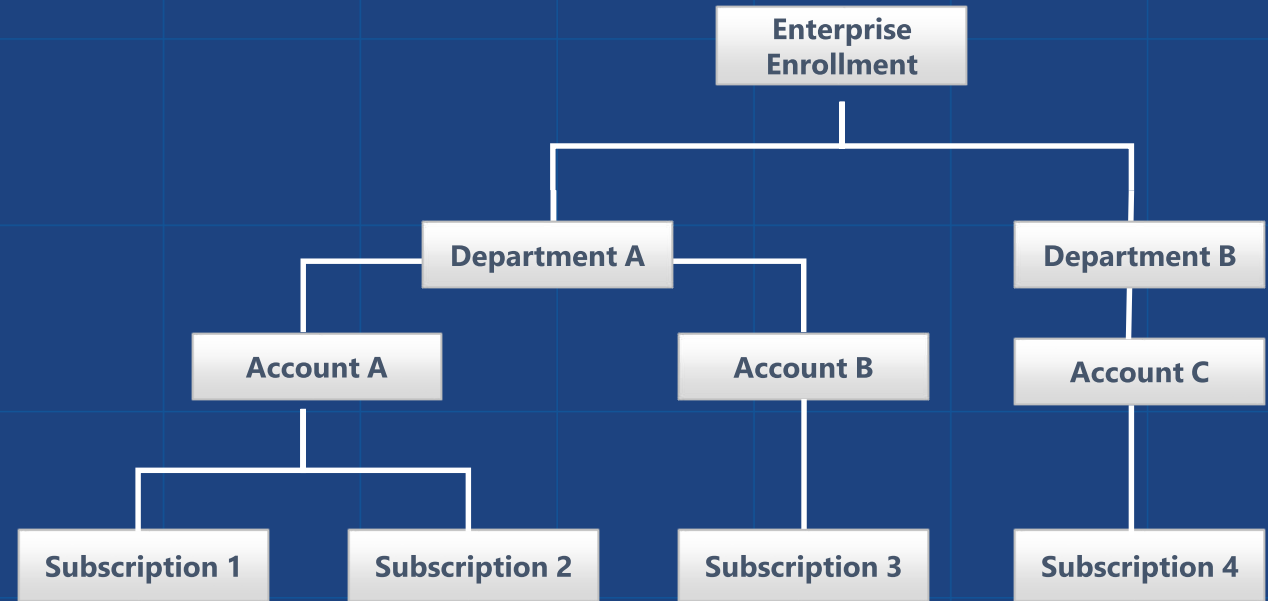 Enterprise
Enrollment
Department A
Department B
Account A
Account B
Account C
Subscription 1
Subscription 2
Subscription 3
Subscription 4